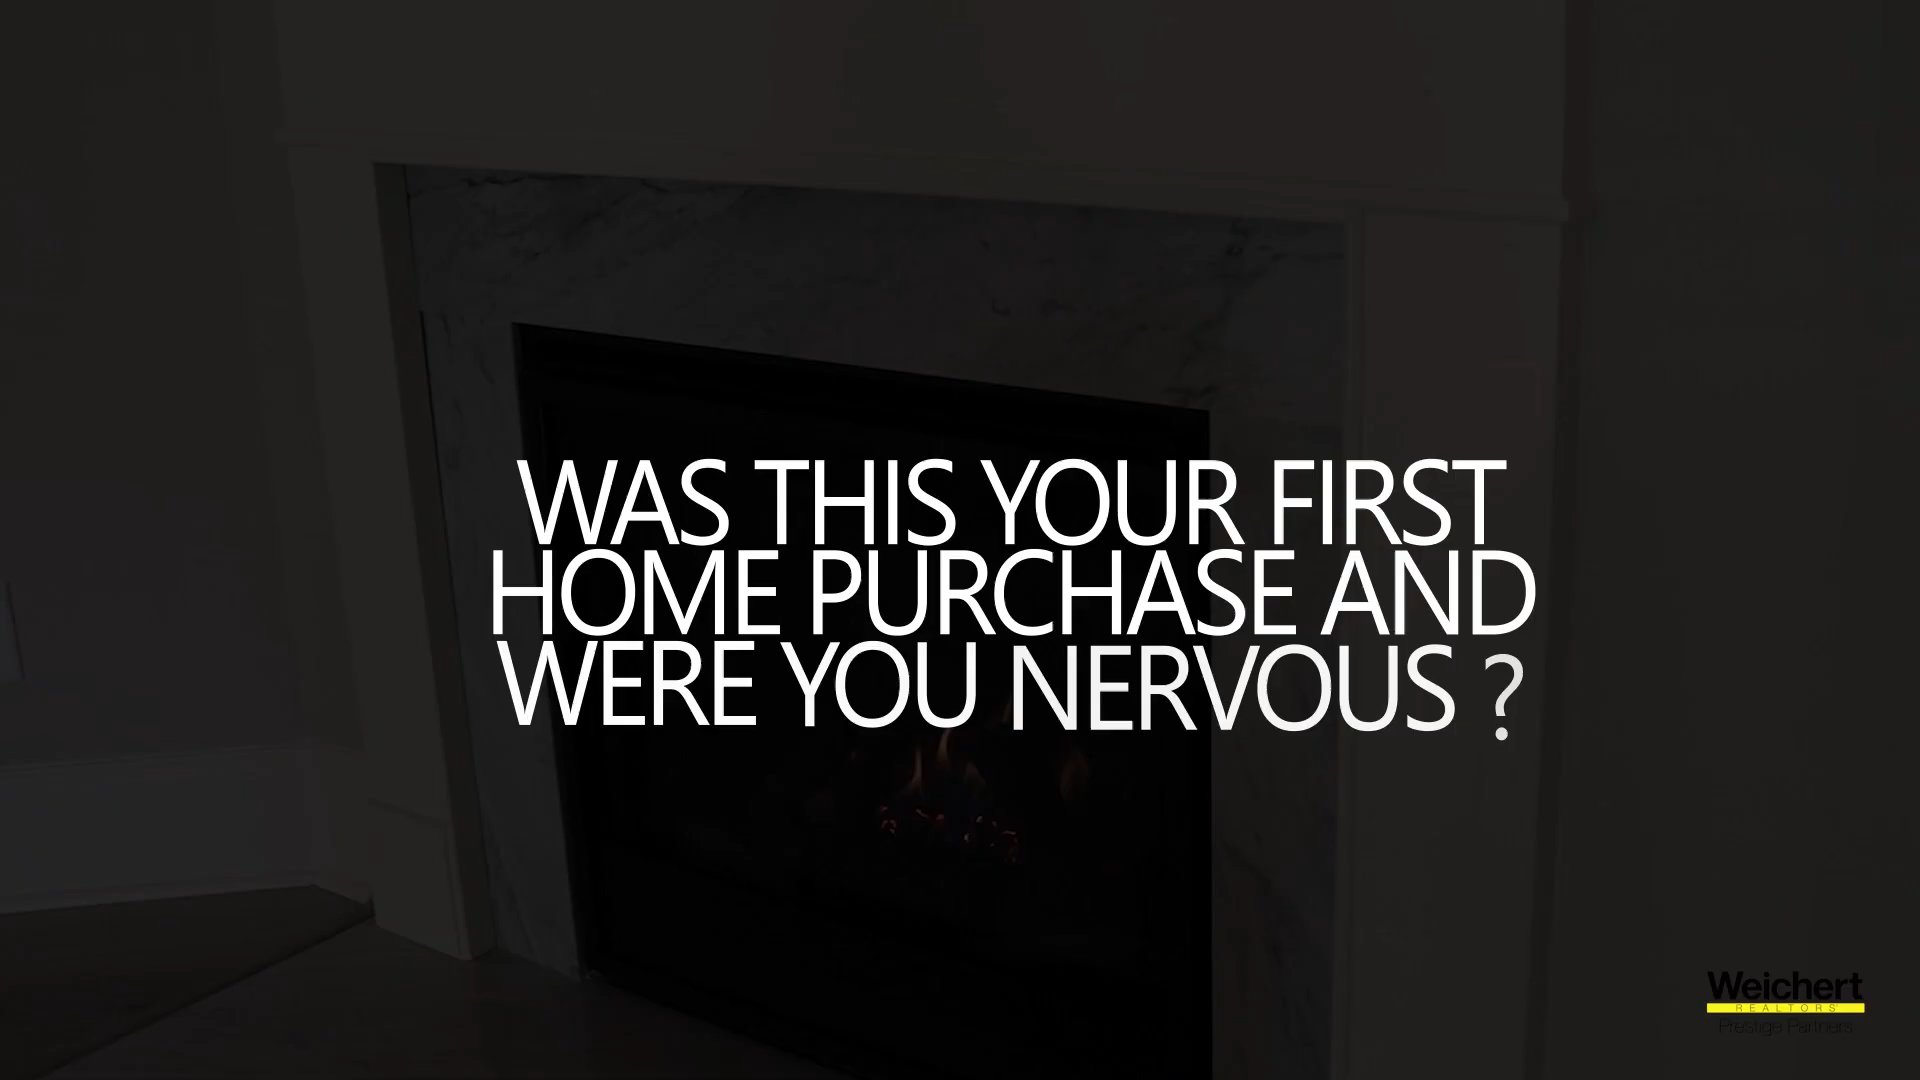 WAS THIS YOUR FIRST
HOME PURCHASE AND
WERE YOU NERVOUS ?
Weichert
REALTORS
Prestige Partners